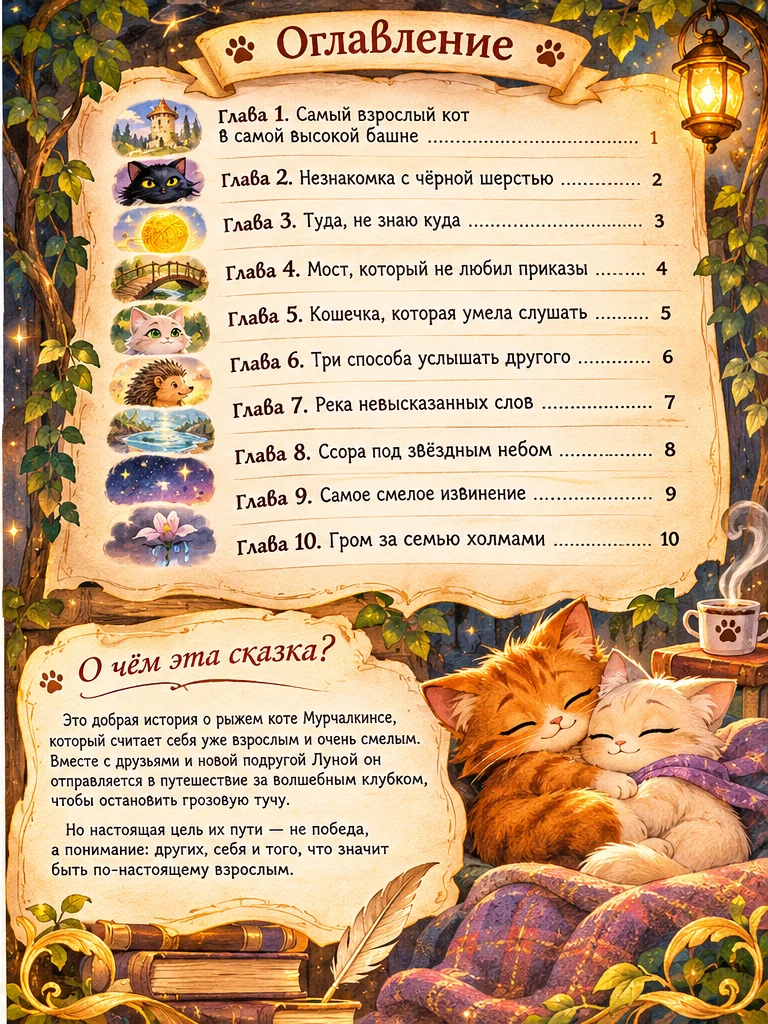 Оглавление
Глава 1. Самый взрослый кот
в самой высокой башне ........................................ 1
Глава 2. Незнакомка с чёрной шерстью ............... 2
Глава 3. Туда, не знаю куда ................................... 3
Глава 4. Мост, который не любил приказы ......... 4
Глава 5. Кошечка, которая умела слушать ......... 5
Глава 6. Три способа услышать другого ............. 6
Глава 7. Река невысказанных слов ..................... 7
Глава 8. Ссора под звёздным небом .................. 8
Глава 9. Самое смелое извинение ...................... 9
Глава 10. Гром за семью холмами ................... 10
О чём эта сказка?
Это добрая история о рыжем коте Мурчалкинсе,
который считает себя уже взрослым и очень смелым.
Вместе с друзьями и новой подругой Луной он
отправляется в путешествие за волшебным клубком,
чтобы остановить грозовую тучу.
Но настоящая цель их пути — не победа,
а понимание: других, себя и того, что значит
быть по-настоящему взрослым.